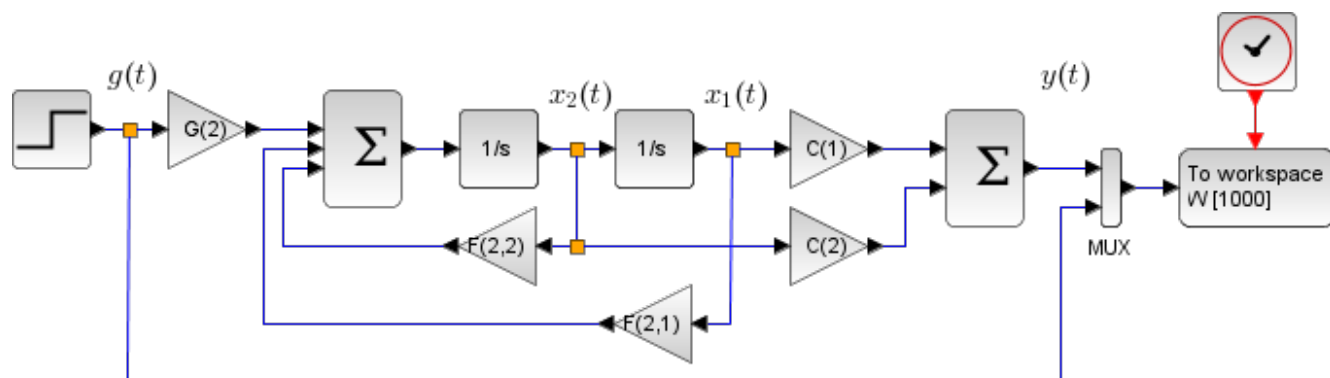 g(t)
x₂(t)
x₁(t)
y(t)
G(2)
Σ
1/s
1/s
C(1)
Σ
To workspace
W [1000]
F(2,2)
C(2)
MUX
F(2,1)